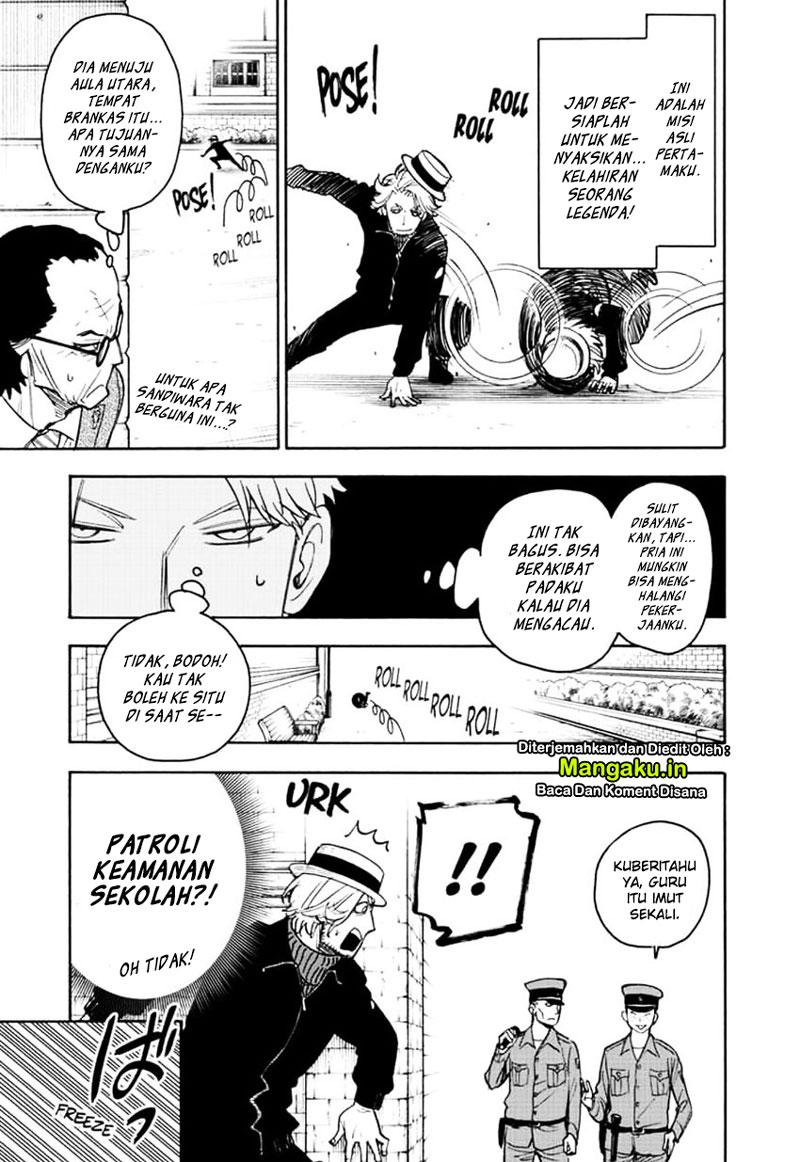 INI
ADALAH
MISI
ASLI
PERTA-
MAKU.
JADI BER-
SIAPLAH
UNTUK ME-
NYAKSIKAN...
KELAHIRAN
SEORANG
LEGENDA!
ROLL
ROLL
POSE!
DIA MENUJU
AULA UTARA,
TEMPAT
BRANKAS ITU...
APA TUJUAN-
NYA SAMA
DENGANKU?
POSE!
ROLL
ROLL
ROLL
UNTUK APA
SANDIWARA TAK
BERGUNA INI...?
SULIT
DIBAYANG-
KAN, TAPI...
PRIA INI
MUNGKIN
BISA MENG-
HALANGI
PEKER-
JAANKU.
INI TAK
BAGUS. BISA
BERAKIBAT
PADAKU
KALAU DIA
MENGACAU.
ROLL
ROLL
ROLL
ROLL
TIDAK, BODOH!
KAU TAK
BOLEH KE SITU
DI SAAT SE--
Diterjemahkan dan Diedit Oleh :
Mangaku.in
Baca Dan Koment Disana
KUBERITAHU
YA, GURU
ITU IMUT
SEKALI.
!!
URK
PATROLI
KEAMANAN
SEKOLAH?!
OH TIDAK!
ばっ
FREEZE